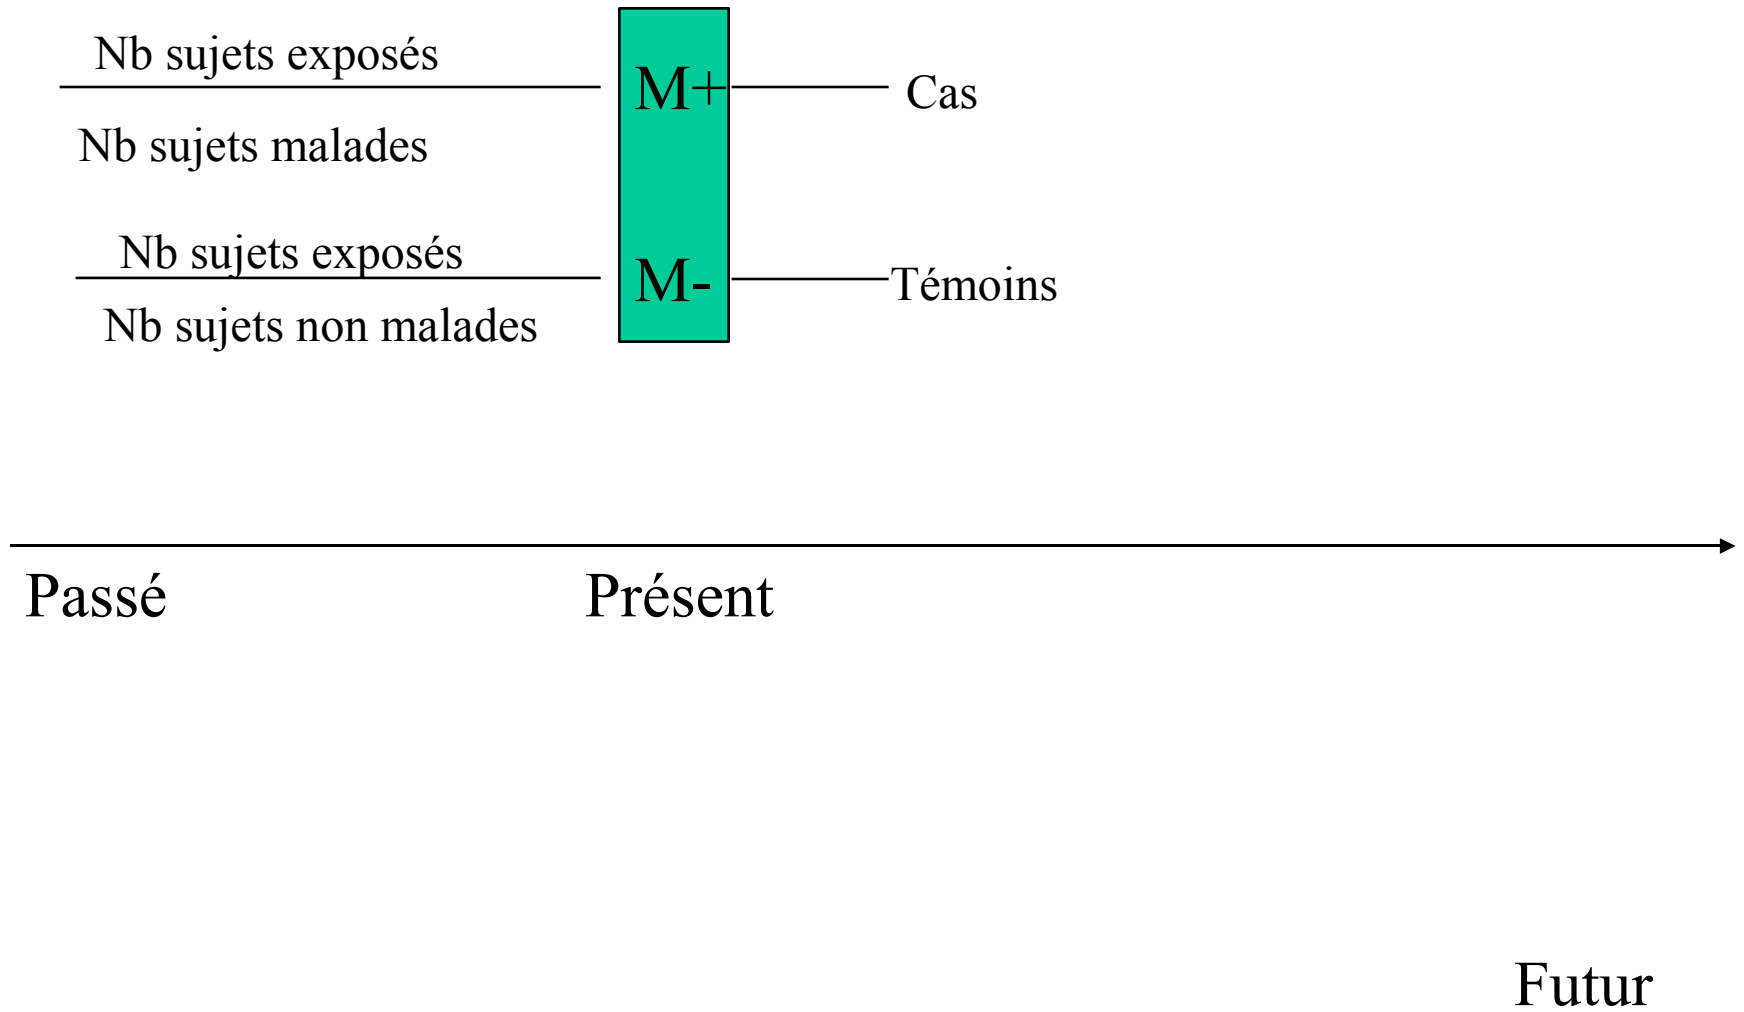 Nb sujets exposés
M+
Cas
Nb sujets malades
Nb sujets exposés
M-
Témoins
Nb sujets non malades
Passé
Présent
Futur